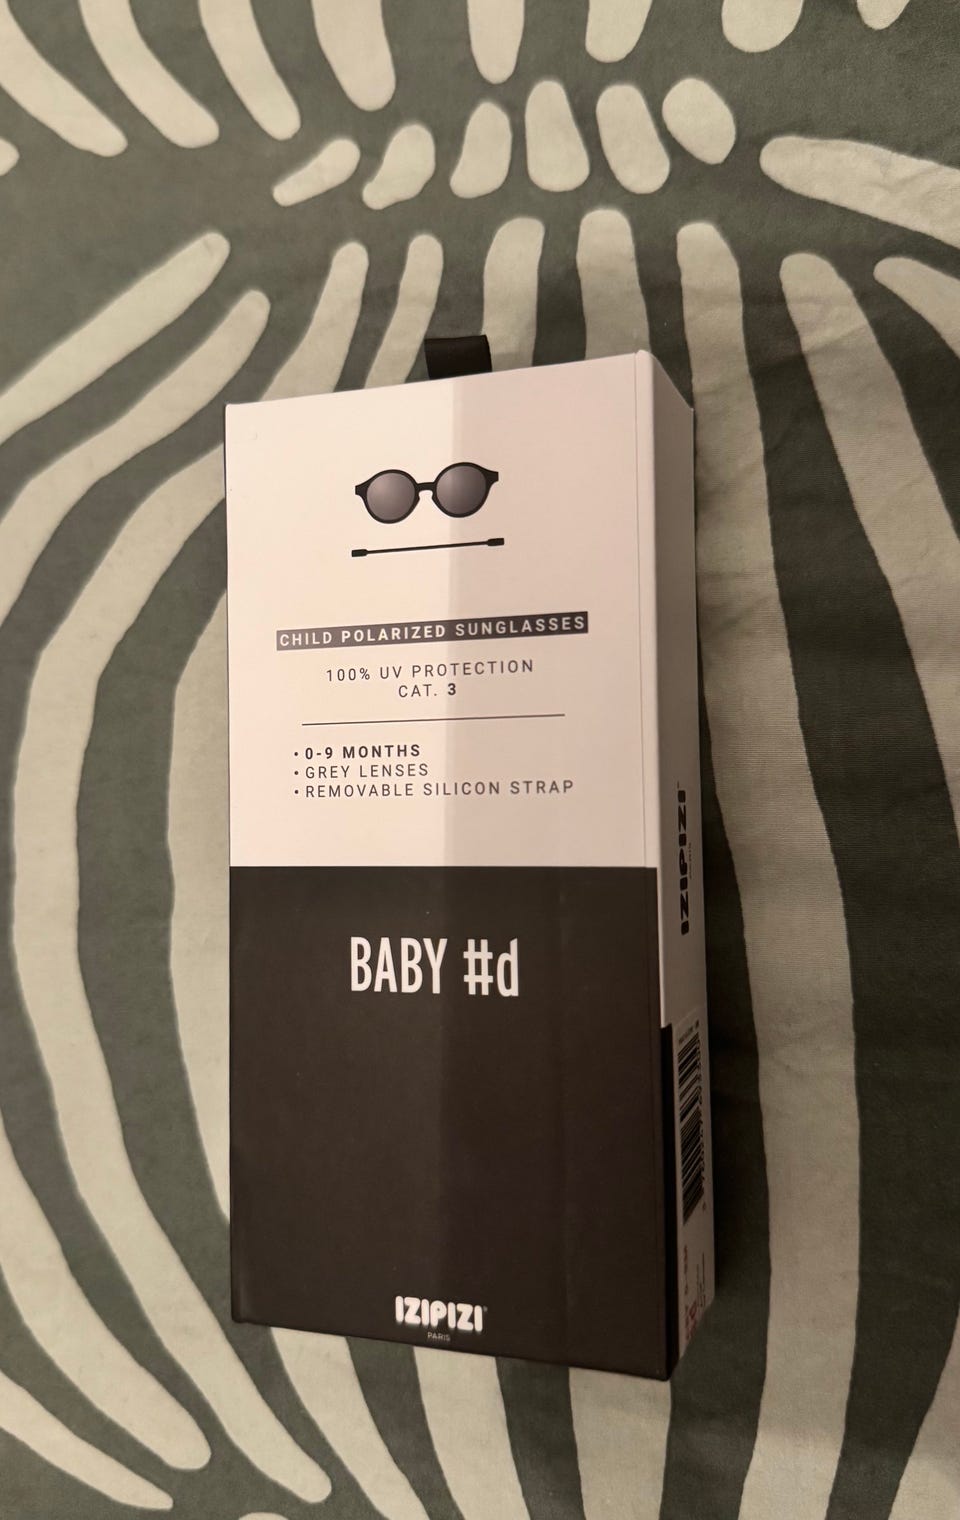 CHILD POLARIZED SUNGLASSES
100% UV PROTECTION
CAT. 3
• 0-9 MONTHS
• GREY LENSES
• REMOVABLE SILICON STRAP
BABY #d
IZIPIZI
PARIS
IZIPIZI
PARIS